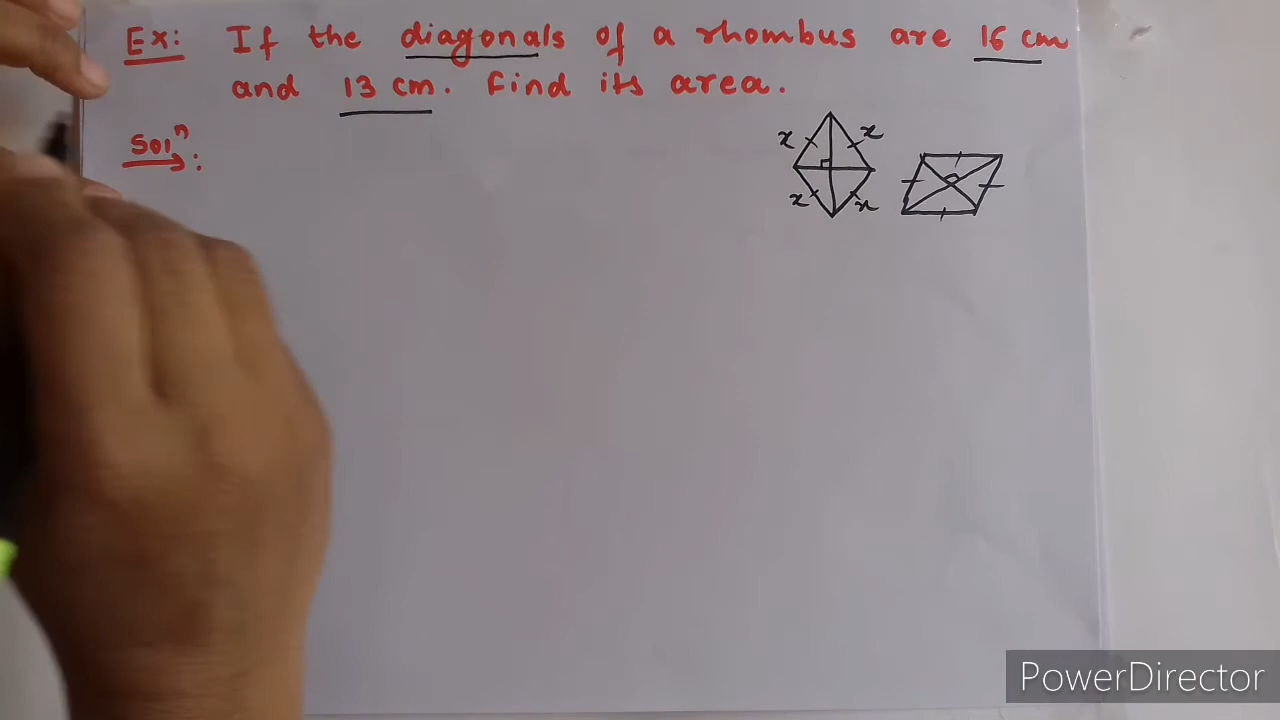 Ex: If the diagonals of a rhombus are 16 cm
and 13 cm. Find its area.
Solⁿ:
x x
x x
PowerDirector